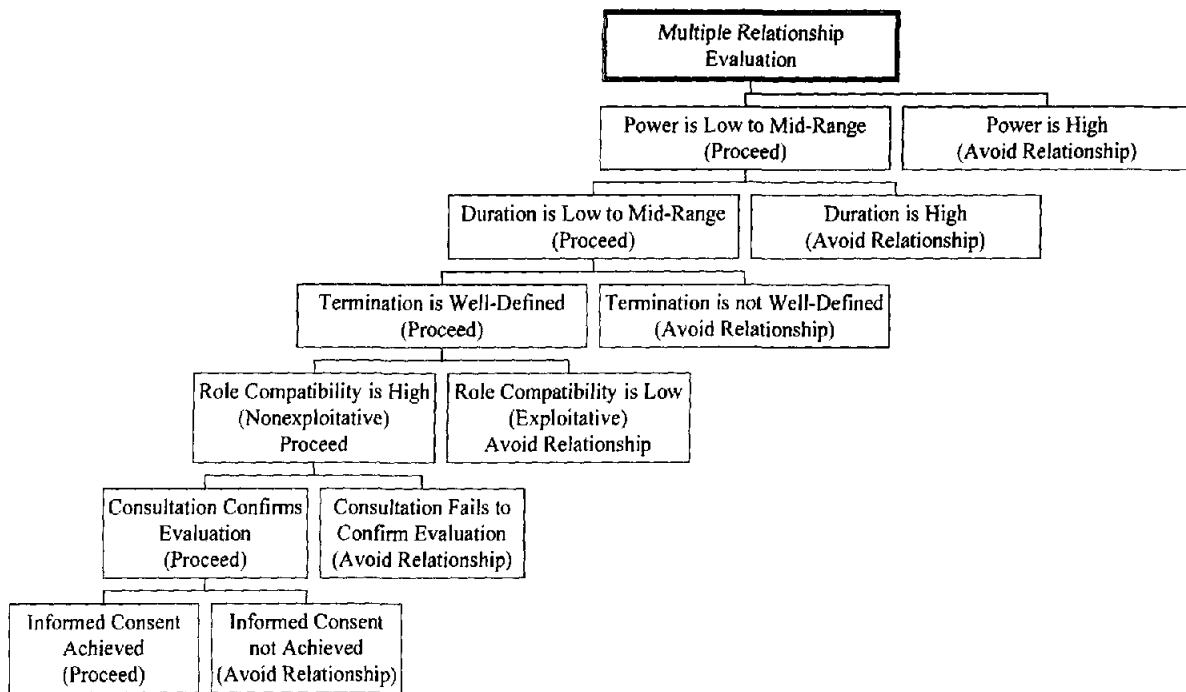 Multiple Relationship
Evaluation
Power is Low to Mid-Range
(Proceed)
Power is High
(Avoid Relationship)
Duration is Low to Mid-Range
(Proceed)
Duration is High
(Avoid Relationship)
Termination is Well-Defined
(Proceed)
Termination is not Well-Defined
(Avoid Relationship)
Role Compatibility is High
(Nonexploitative)
Proceed
Role Compatibility is Low
(Exploitative)
Avoid Relationship
Consultation Confirms
Evaluation
(Proceed)
Consultation Fails to
Confirm Evaluation
(Avoid Relationship)
Informed Consent
Achieved
(Proceed)
Informed Consent
not Achieved
(Avoid Relationship)